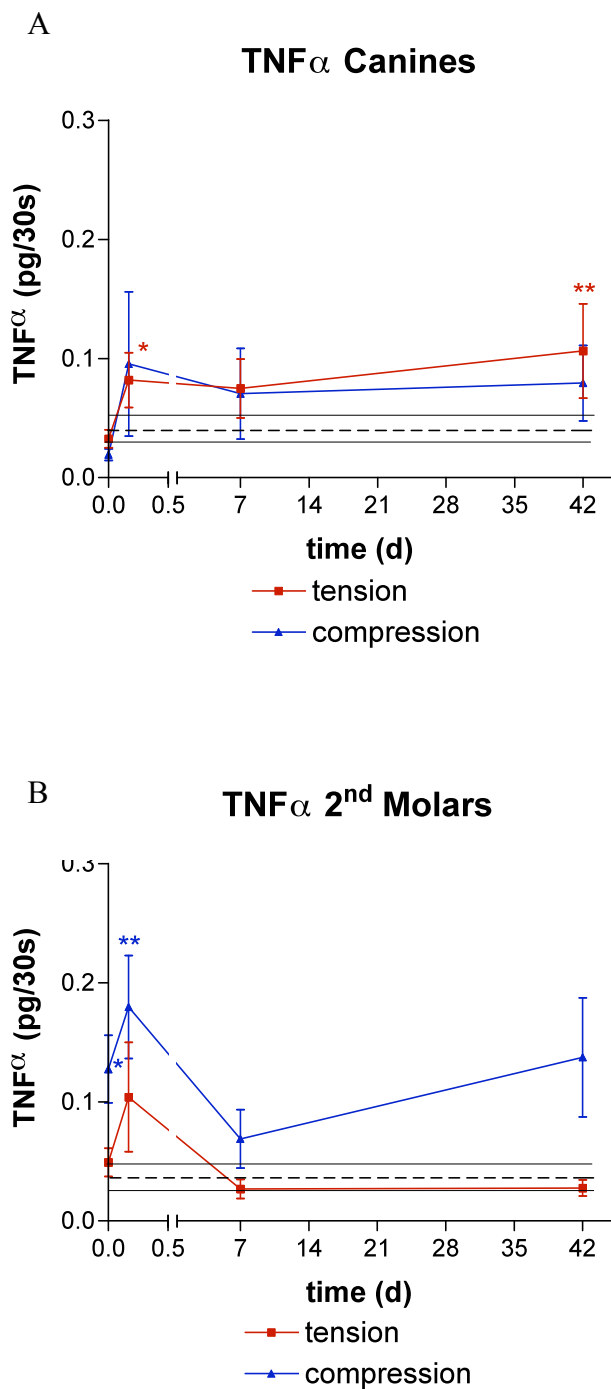 A
TNFα Canines
0.3
0.2
0.1
0.0
TNFα (pg/30s)
*
**
0.0 0.5 7 14 21 28 35 42
time (d)
tension
compression
B
TNFα 2nd Molars
0.3
0.2
0.1
0.0
TNFα (pg/30s)
**
*
0.0 0.5 7 14 21 28 35 42
time (d)
tension
compression